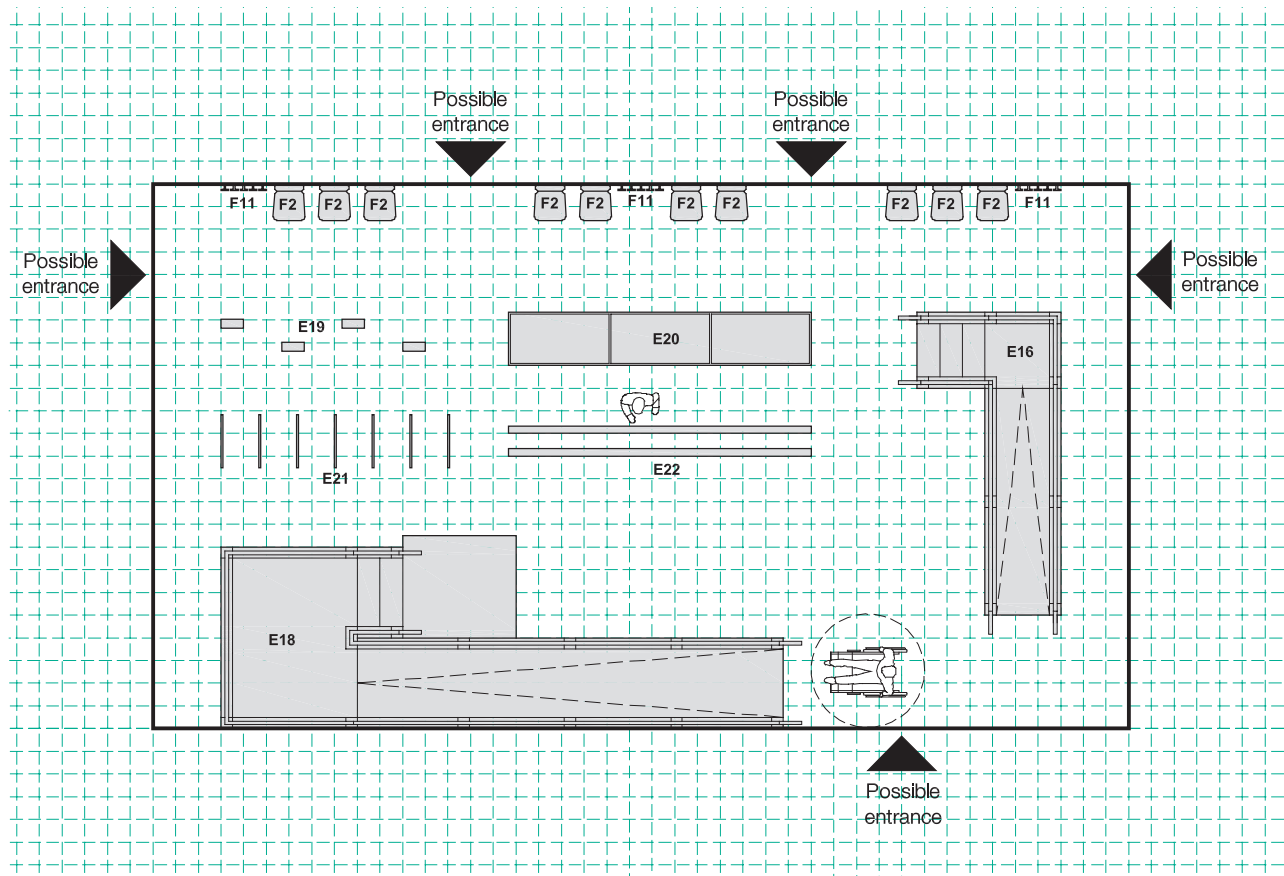 Possible
entrance
Possible
entrance
F11
F2
F2
F2
F2
F2
F11
F2
F2
F2
F2
F2
F11
Possible
entrance
Possible
entrance
E19
E20
E16
E21
E22
E18
Possible
entrance